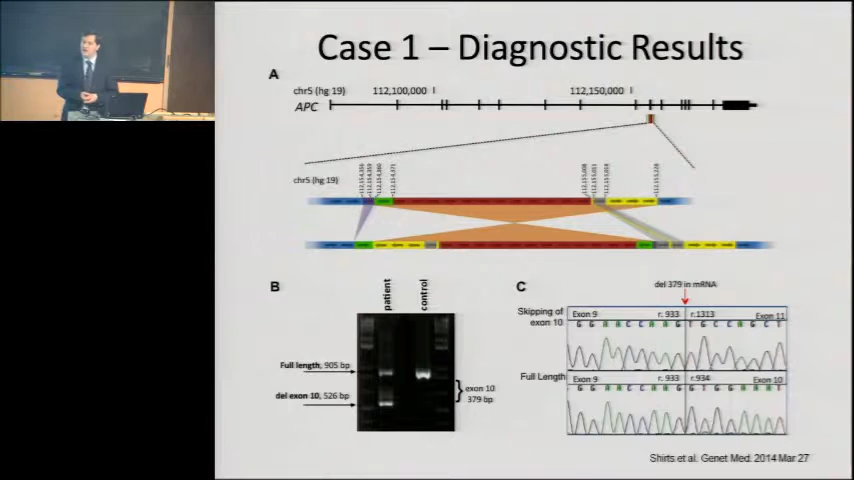 Case 1 – Diagnostic Results
A
chr5 (hg 19)
112,100,000
112,150,000
APC
chr5 (hg 19)
B
patient
control
Full length, 905 bp
del exon 10, 526 bp
exon 10
379 bp
C
del 379 in mRNA
Skipping of
exon 10
Exon 9
r. 933
r.1313
Exon 11
G G A A C C A A G T G C C A G C T
Full Length
Exon 9
r. 933
r.934
Exon 10
G G A A C C A A G G T G G A A A T
Shirts et al. Genet Med. 2014 Mar 27